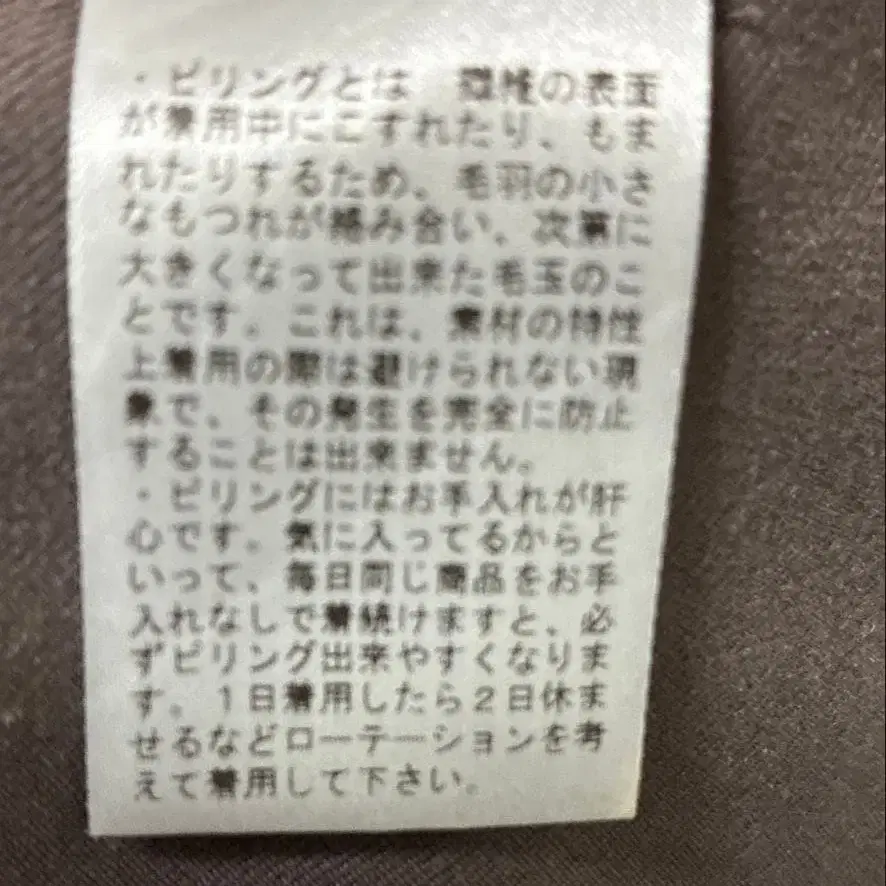 ・ピリングとは、繊維の表面
が着用中にこすれたり、もま
れたりするため、毛羽の小さ
なもつれが絡み合い、次第に
大きくなって出来た毛玉のこ
とです。これは、素材の特性
上着用の際は避けられない現
象で、その発生を完全に防止
することは出来ません。
・ピリングにはお手入れが肝
心です。気に入ってるからと
いって、毎日同じ商品をお手
入れなしで着続けますと、必
ずピリング出来やすくなりま
す。1日着用したら2日休ま
せるなどローテーションを考
えて着用して下さい。